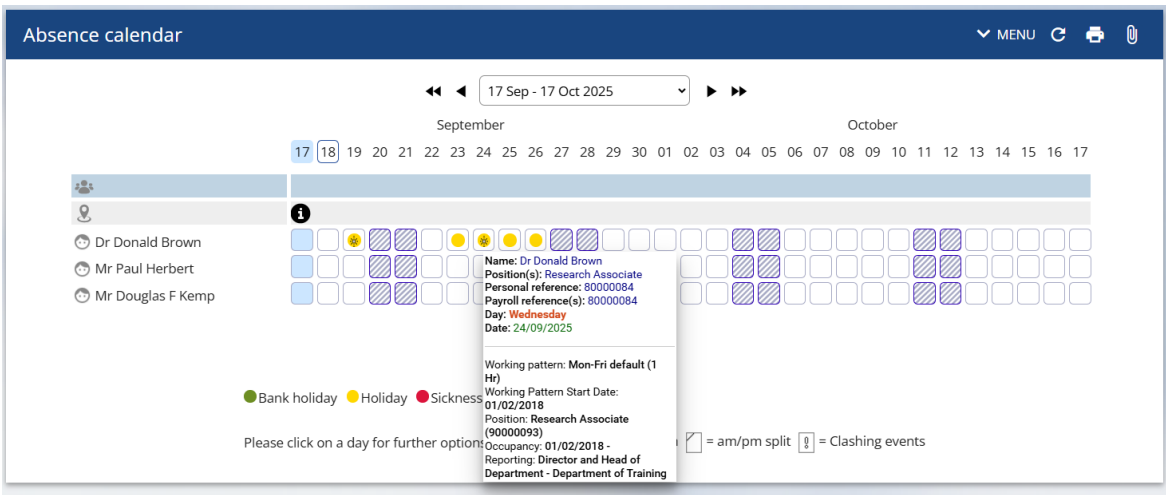 Absence calendar
MENU
17 Sep - 17 Oct 2025
September October
17 18 19 20 21 22 23 24 25 26 27 28 29 30 01 02 03 04 05 06 07 08 09 10 11 12 13 14 15 16 17
Dr Donald Brown
Mr Paul Herbert
Mr Douglas F Kemp
Name: Dr Donald Brown
Position(s): Research Associate
Personal reference: 80000084
Payroll reference(s): 80000084
Day: Wednesday
Date: 24/09/2025
Working pattern: Mon-Fri default (1
Hr)
Working Pattern Start Date:
01/02/2018
Position: Research Associate
(90000093)
Occupancy: 01/02/2018 -
Reporting: Director and Head of
Department - Department of Training
Bank holiday Holiday Sickness
Please click on a day for further option = am/pm split = Clashing events